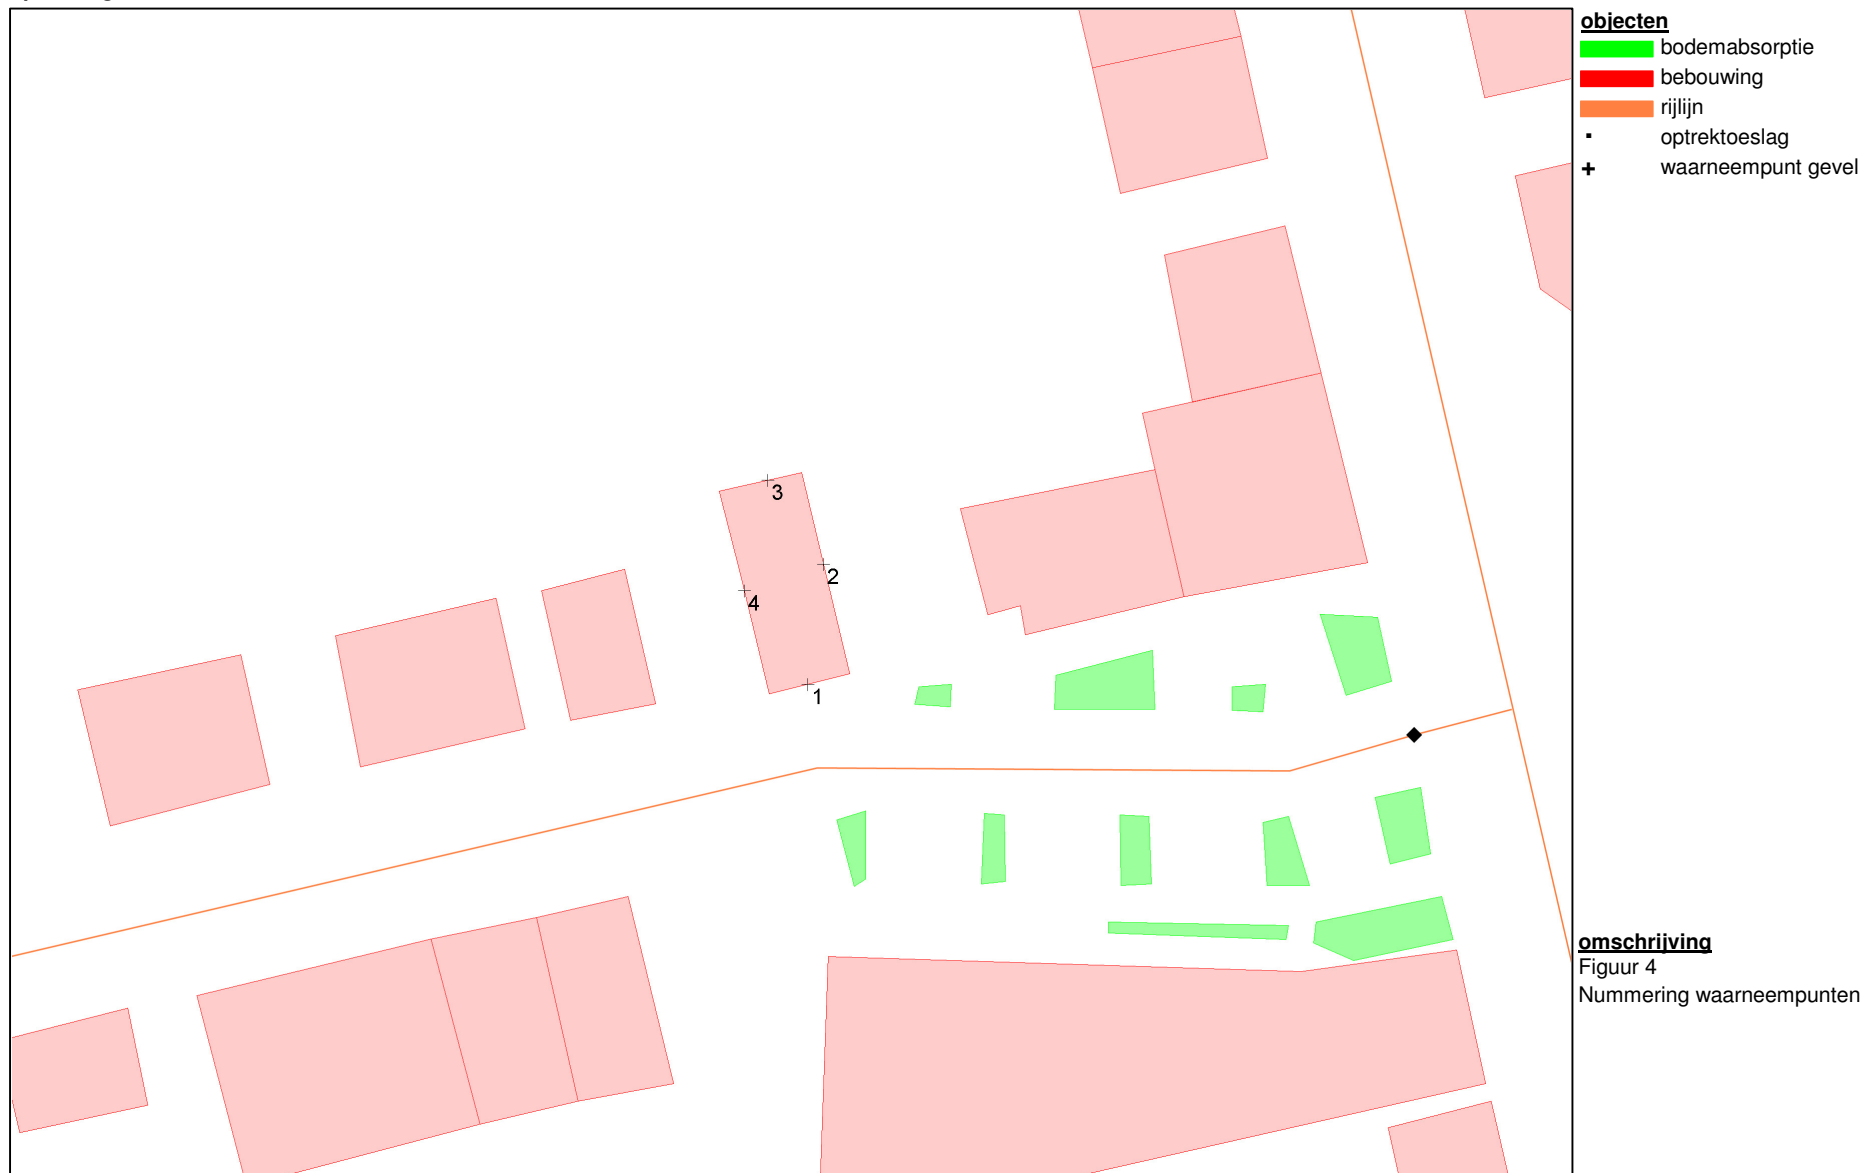 objecten
bodemabsorptie
bebouwing
rijlijn
optrektoeslag
waarneempunt gevel
3
2
4
1
omschrijving
Figuur 4
Nummering waarneempunten